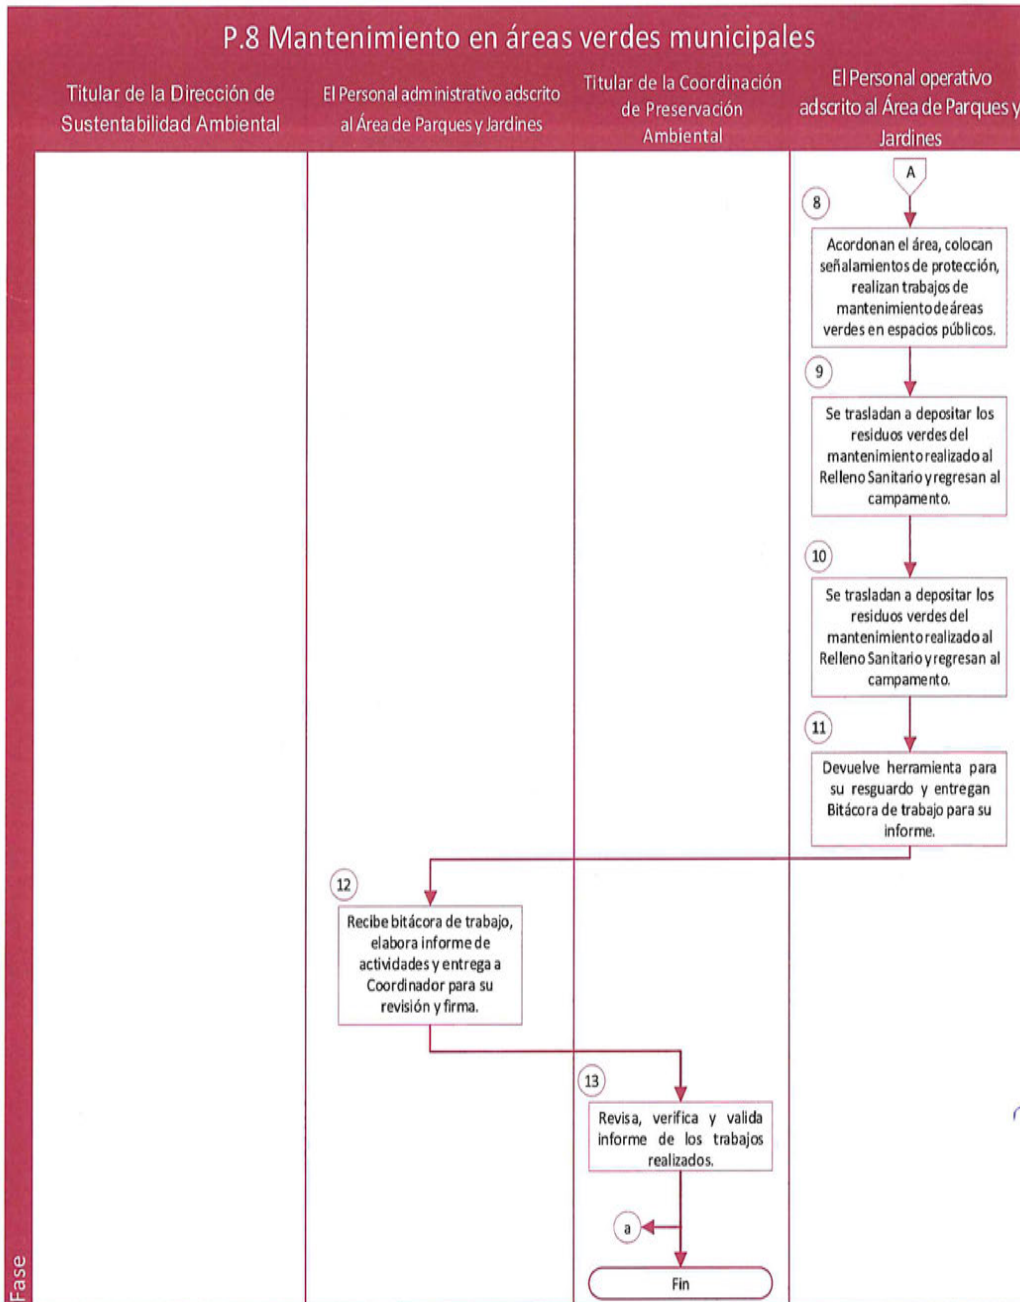 P.8 Mantenimiento en áreas verdes municipales
Titular de la Dirección de
Sustentabilidad Ambiental
El Personal administrativo adscrito
al Área de Parques y Jardines
Titular de la Coordinación
de Preservación
Ambiental
El Personal operativo
adscrito al Área de Parques y
Jardines
A
8
Acordonan el área, colocan
señalamientos de protección,
realizan trabajos de
mantenimiento de áreas
verdes en espacios públicos.
9
Se trasladan a depositar los
residuos verdes del
mantenimiento realizado al
Relleno Sanitario y regresan al
campamento.
10
Se trasladan a depositar los
residuos verdes del
mantenimiento realizado al
Relleno Sanitario y regresan al
campamento.
11
Devuelve herramienta para
su resguardo y entregan
Bitácora de trabajo para su
informe.
12
Recibe bitácora de trabajo,
elabora informe de
actividades y entrega a
Coordinador para su
revisión y firma.
13
Revisa, verifica y valida
informe de los trabajos
realizados.
a
Fin
Fase